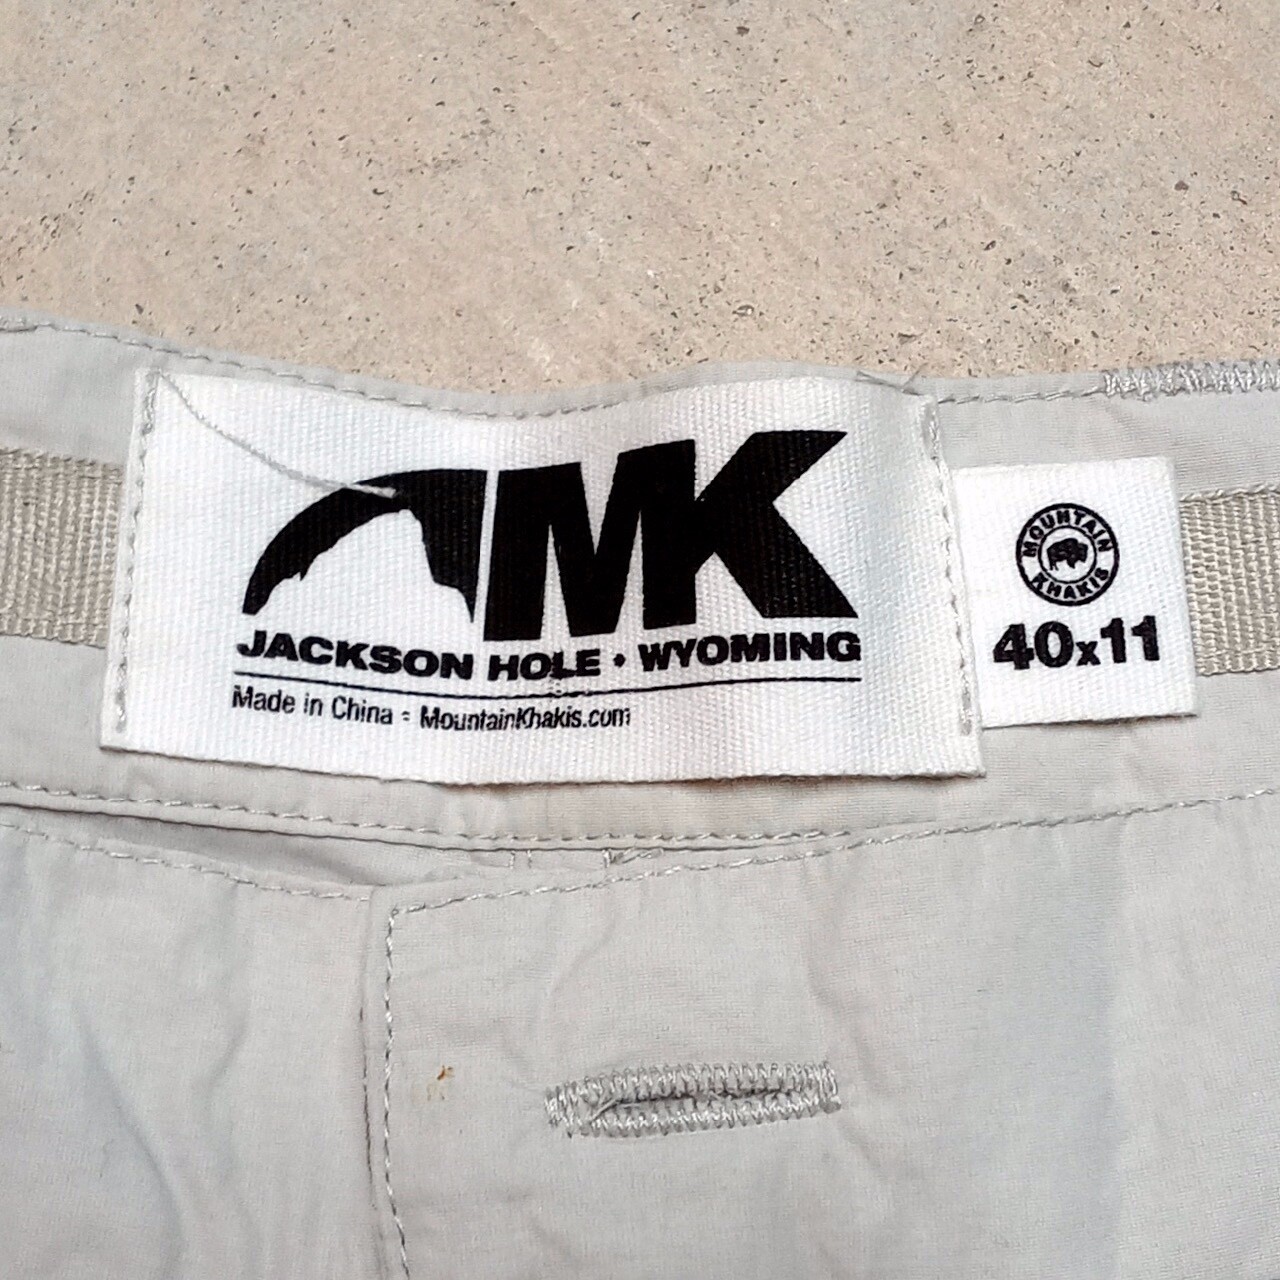 MK
JACKSON HOLE • WYOMING
Made in China - MountainKhakis.com
MOUNTAIN KHAKIS
40x11